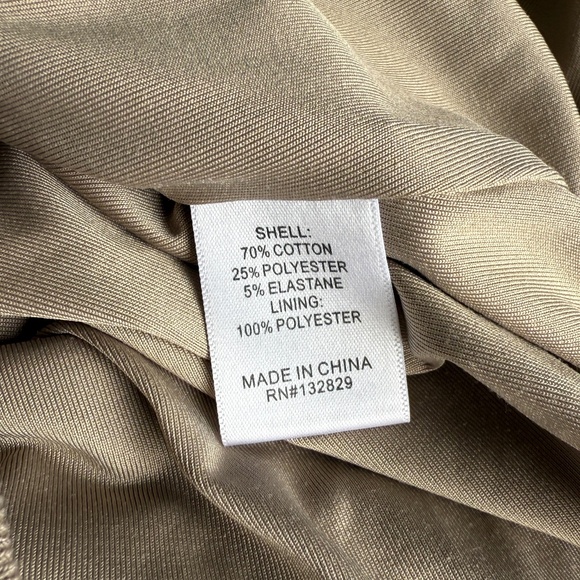 SHELL:
70% COTTON
25% POLYESTER
5% ELASTANE
LINING:
100% POLYESTER
MADE IN CHINA
RN#132829